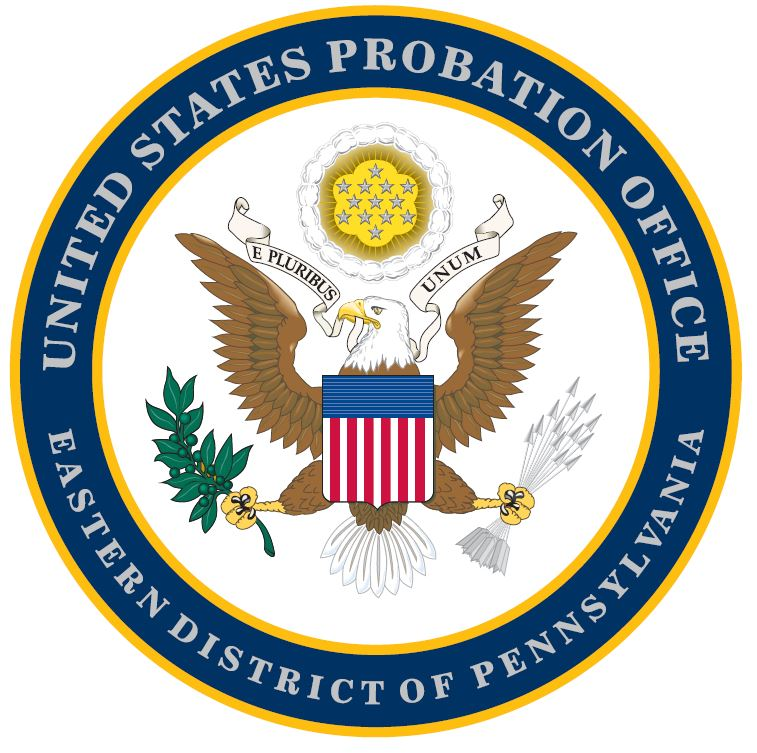 UNITED STATES PROBATION OFFICE
E PLURIBUS UNUM
EASTERN DISTRICT OF PENNSYLVANIA